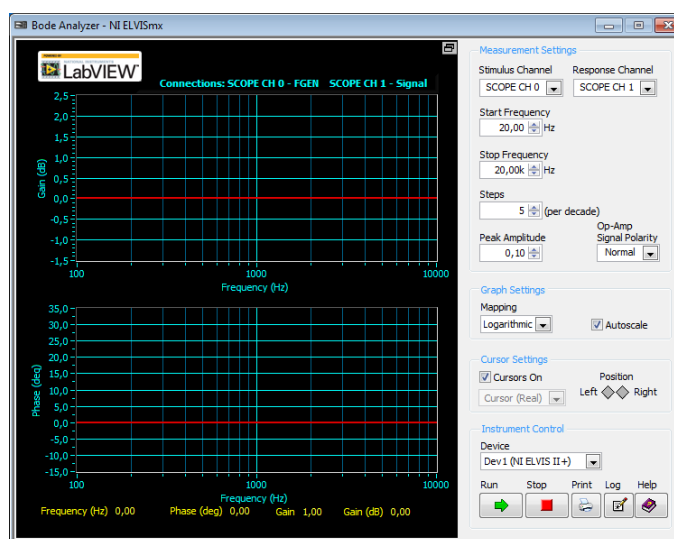 Bode Analyzer - NI ELVISmx
LabVIEW
Connections: SCOPE CH 0 - FGEN SCOPE CH 1 - Signal
2,5
2,0
1,5
1,0
0,5
0,0
-0,5
-1,0
-1,5
Gain (dB)
100 1000 10000
Frequency (Hz)
35,0
30,0
25,0
20,0
15,0
10,0
5,0
0,0
-5,0
-10,0
-15,0
Phase (deg)
100 1000 10000
Frequency (Hz)
Frequency (Hz) 0,00 Phase (deg) 0,00 Gain 1,00 Gain (dB) 0,00
Measurement Settings
Stimulus Channel Response Channel
SCOPE CH 0 SCOPE CH 1
Start Frequency
20,00 Hz
Stop Frequency
20,00k Hz
Steps
5 (per decade)
Op-Amp
Peak Amplitude Signal Polarity
0,10 Normal
Graph Settings
Mapping
Logarithmic Autoscale
Cursor Settings
Cursors On Position
Cursor (Real) Left Right
Instrument Control
Device
Dev1 (NI ELVIS II+)
Run Stop Print Log Help